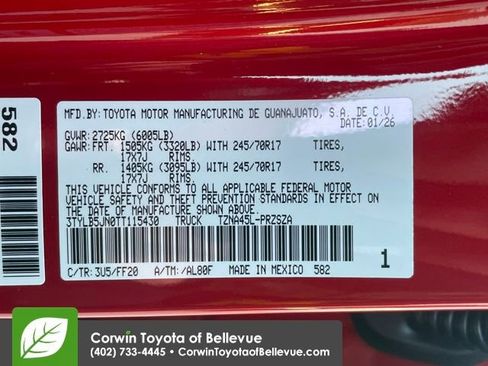 582
MFD.BY: TOYOTA MOTOR MANUFACTURING DE GUANAJUATO, S.A. DE C.V.
DATE: 01/26
GVWR: 2725KG (6005LB)
GAWR: FRT. 1505KG (3320LB) WITH 245/70R17 TIRES,
17X7J RIMS.
RR. 1405KG (3095LB) WITH 245/70R17 TIRES,
17X7J RIMS.
THIS VEHICLE CONFORMS TO ALL APPLICABLE FEDERAL MOTOR
VEHICLE SAFETY AND THEFT PREVENTION STANDARDS IN EFFECT ON
THE DATE OF MANUFACTURE SHOWN ABOVE.
3TYLB5JN0TT115430 TRUCK TZNA45L-PRZSZA
C/TR: 3U5/FF20 A/TM: /AL80F MADE IN MEXICO 582
1
Corwin Toyota of Bellevue
(402) 733-4445 • CorwinToyotaofBellevue.com